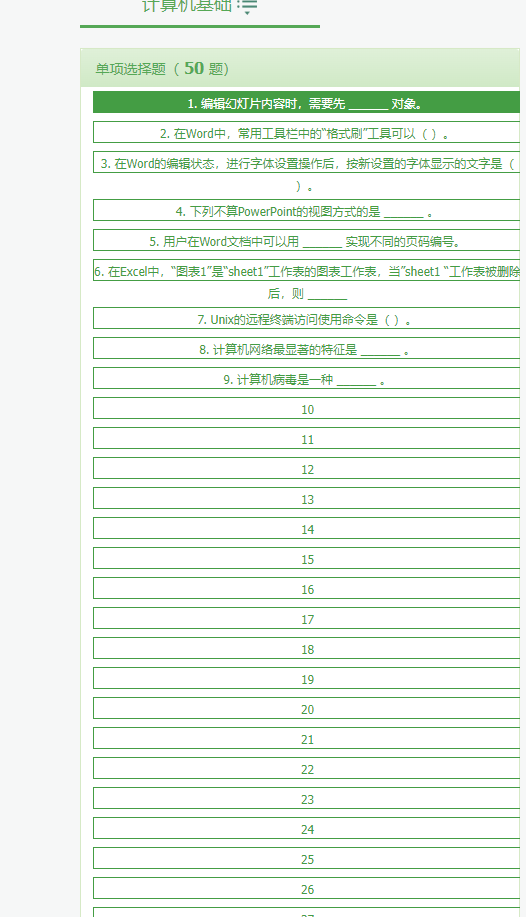 计算机基础
单项选择题（ 50 题）
1. 编辑幻灯片内容时，需要先 ______ 对象。
2. 在Word中，常用工具栏中的“格式刷”工具可以（ ）。
3. 在Word的编辑状态，进行字体设置操作后，按新设置的字体显示的文字是（
）。
4. 下列不算PowerPoint的视图方式的是 ______ 。
5. 用户在Word文档中可以用 ______ 实现不同的页码编号。
6. 在Excel中，“图表1”是“sheet1”工作表的图表工作表，当”sheet1 “工作表被删除
后，则 ______
7. Unix的远程终端访问使用命令是（ ）。
8. 计算机网络最显著的特征是 ______ 。
9. 计算机病毒是一种 ______ 。
10
11
12
13
14
15
16
17
18
19
20
21
22
23
24
25
26